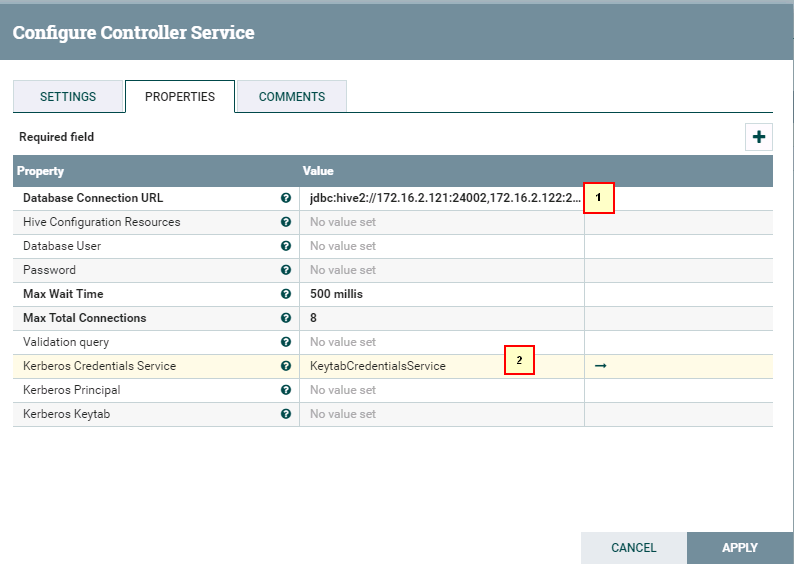 Configure Controller Service
SETTINGS PROPERTIES COMMENTS
Required field
Property Value
Database Connection URL jdbc:hive2://172.16.2.121:24002,172.16.2.122:2... 1
Hive Configuration Resources No value set
Database User No value set
Password No value set
Max Wait Time 500 millis
Max Total Connections 8
Validation query No value set
Kerberos Credentials Service KeytabCredentialsService 2
Kerberos Principal No value set
Kerberos Keytab No value set
CANCEL APPLY